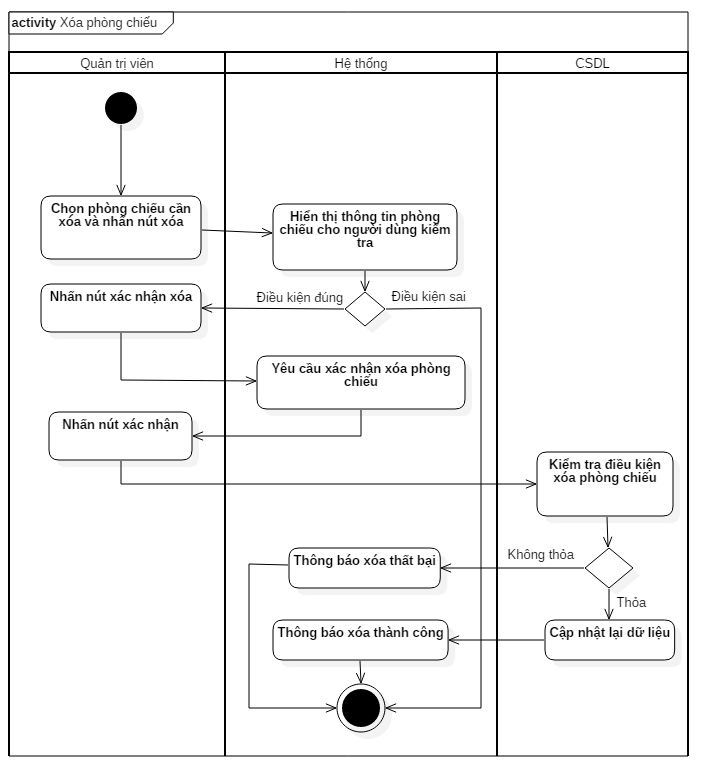 activity Xóa phòng chiếu
Quản trị viên
Hệ thống
CSDL
Chọn phòng chiếu cần
xóa và nhấn nút xóa
Hiển thị thông tin phòng
chiếu cho người dùng kiểm
tra
Điều kiện đúng
Điều kiện sai
Nhấn nút xác nhận xóa
Yêu cầu xác nhận xóa phòng
chiếu
Nhấn nút xác nhận
Kiểm tra điều kiện
xóa phòng chiếu
Không thỏa
Thông báo xóa thất bại
Thỏa
Thông báo xóa thành công
Cập nhật lại dữ liệu